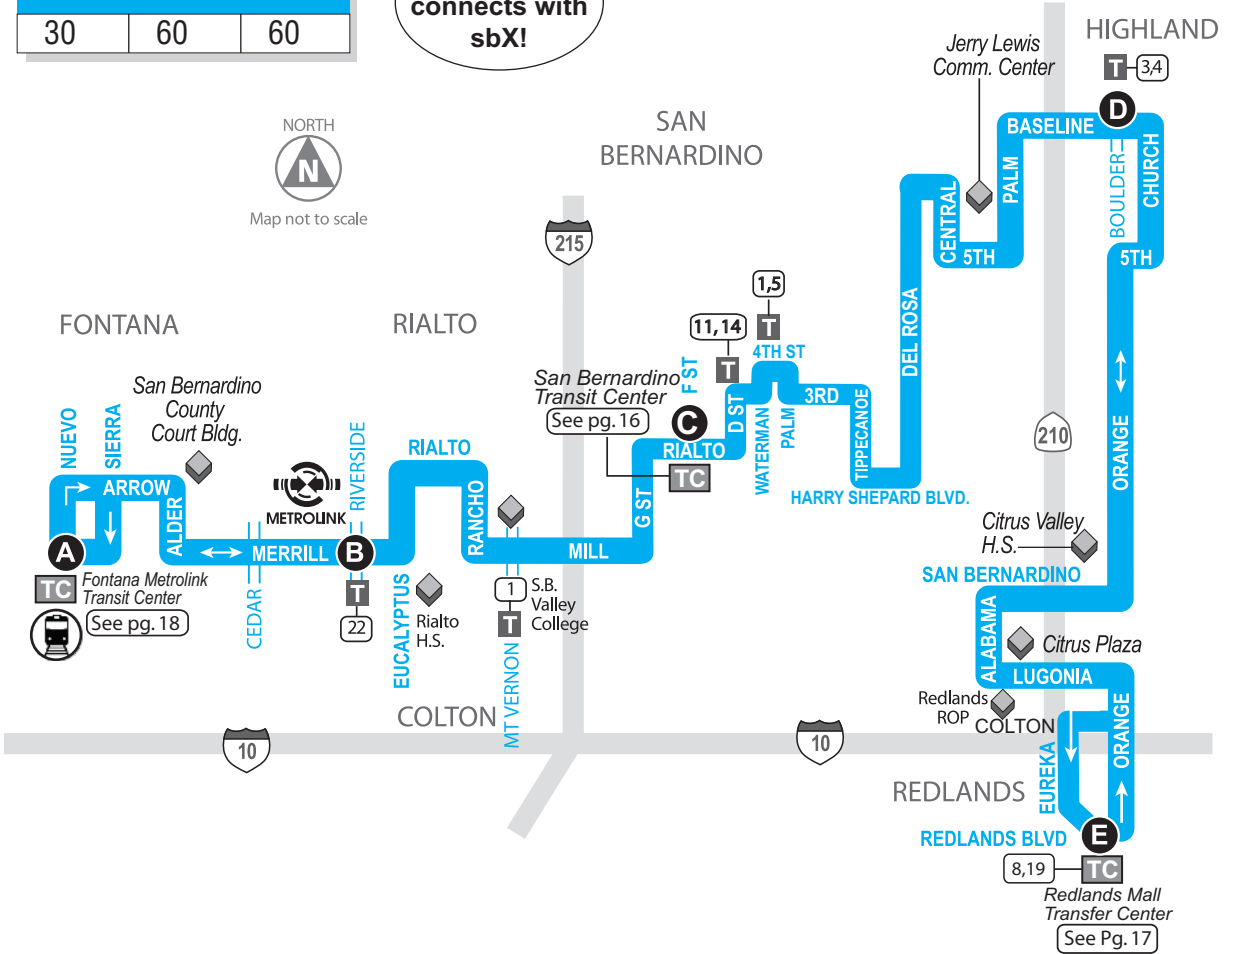 connects with
sbX!
30 60 60
HIGHLAND
Jerry Lewis
Comm. Center
T 3,4
D
BASELINE
NORTH
N
Map not to scale
SAN
BERNARDINO
PALM
BOULDER
CHURCH
CENTRAL
5TH
5TH
215
1,5
T
11, 14
T
4TH ST
FONTANA
RIALTO
DEL ROSA
F ST
San Bernardino
Transit Center
See pg. 16
C
D ST
3RD
WATERMAN
PALM
TIPPECANOE
San Bernardino
County
Court Bldg.
NUEVO
SIERRA
RIVERSIDE
RIALTO
RIALTO
TC
210
ORANGE
ARROW
METROLINK
RANCHO
G ST
HARRY SHEPARD BLVD.
ALDER
Citrus Valley
H.S.
A
MERRILL
B
MILL
SAN BERNARDINO
TC
Fontana Metrolink
Transit Center
See pg. 18
CEDAR
T
22
EUCALYPTUS
Rialto
H.S.
1
T
S.B.
Valley
College
MT VERNON
ALABAMA
Citrus Plaza
LUGONIA
Redlands
ROP
COLTON
COLTON
10
10
ORANGE
EUREKA
REDLANDS
REDLANDS BLVD
E
8,19
TC
Redlands Mall
Transfer Center
See Pg. 17